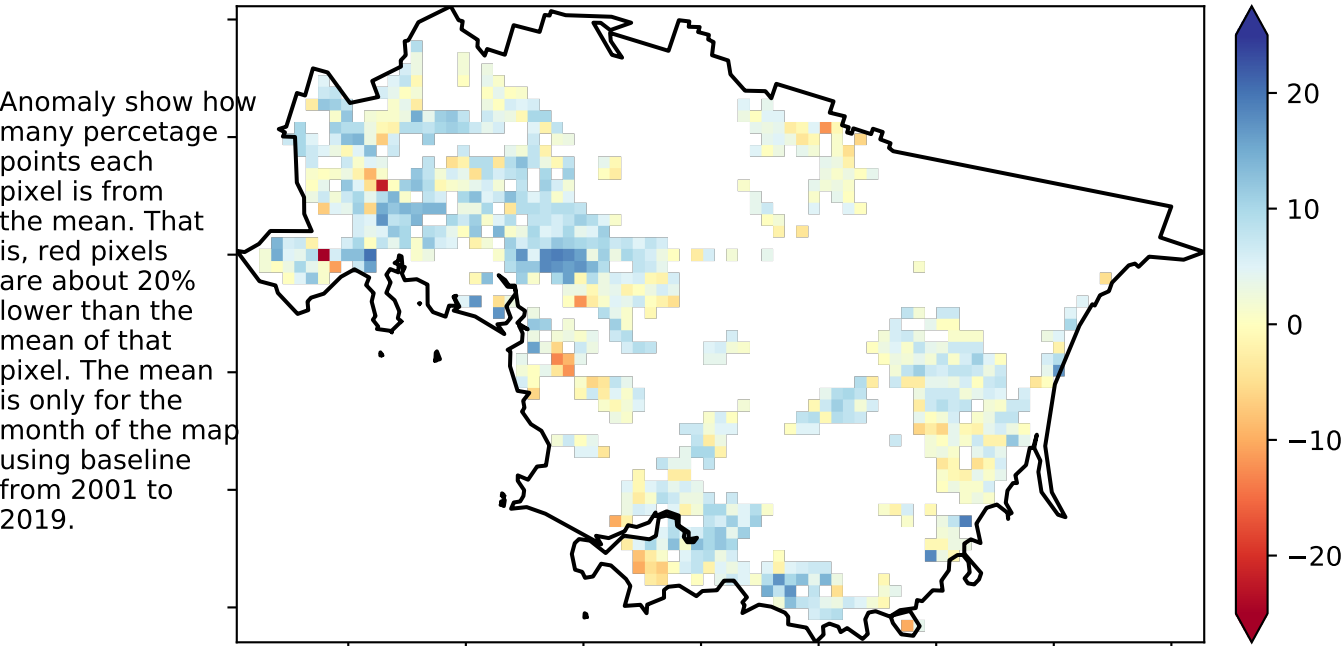 Anomaly show how
many percetage
points each
pixel is from
the mean. That
is, red pixels
are about 20%
lower than the
mean of that
pixel. The mean
is only for the
month of the map
using baseline
from 2001 to
2019.
20
10
0
−10
−20